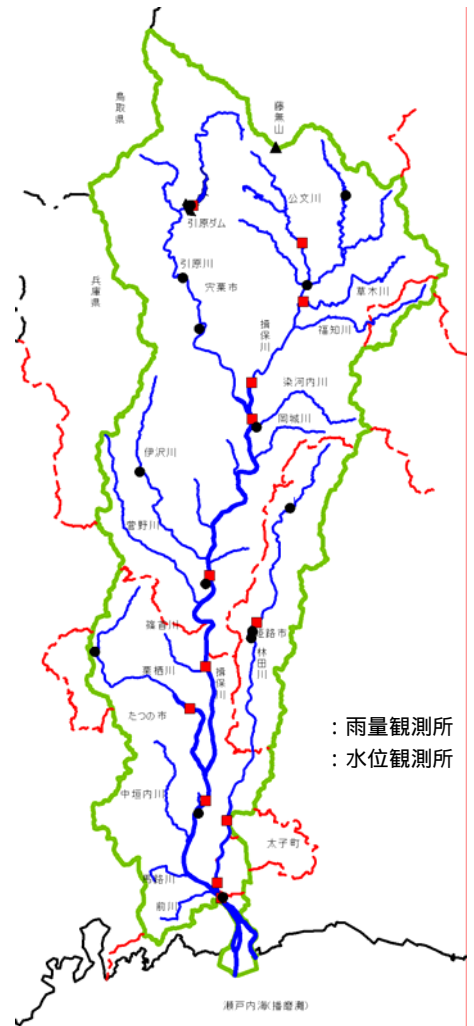 鳥取県
藤無山
公文川
引原ダム
引原川
兵庫県
宍粟市
草木川
揖保川
福知川
染河内川
岡城川
伊沢川
菅野川
姫路市
林田川
栗栖川
揖保川
たつの市
：雨量観測所
：水位観測所
中垣内川
太子町
馬路川
前川
瀬戸内海(播磨灘)